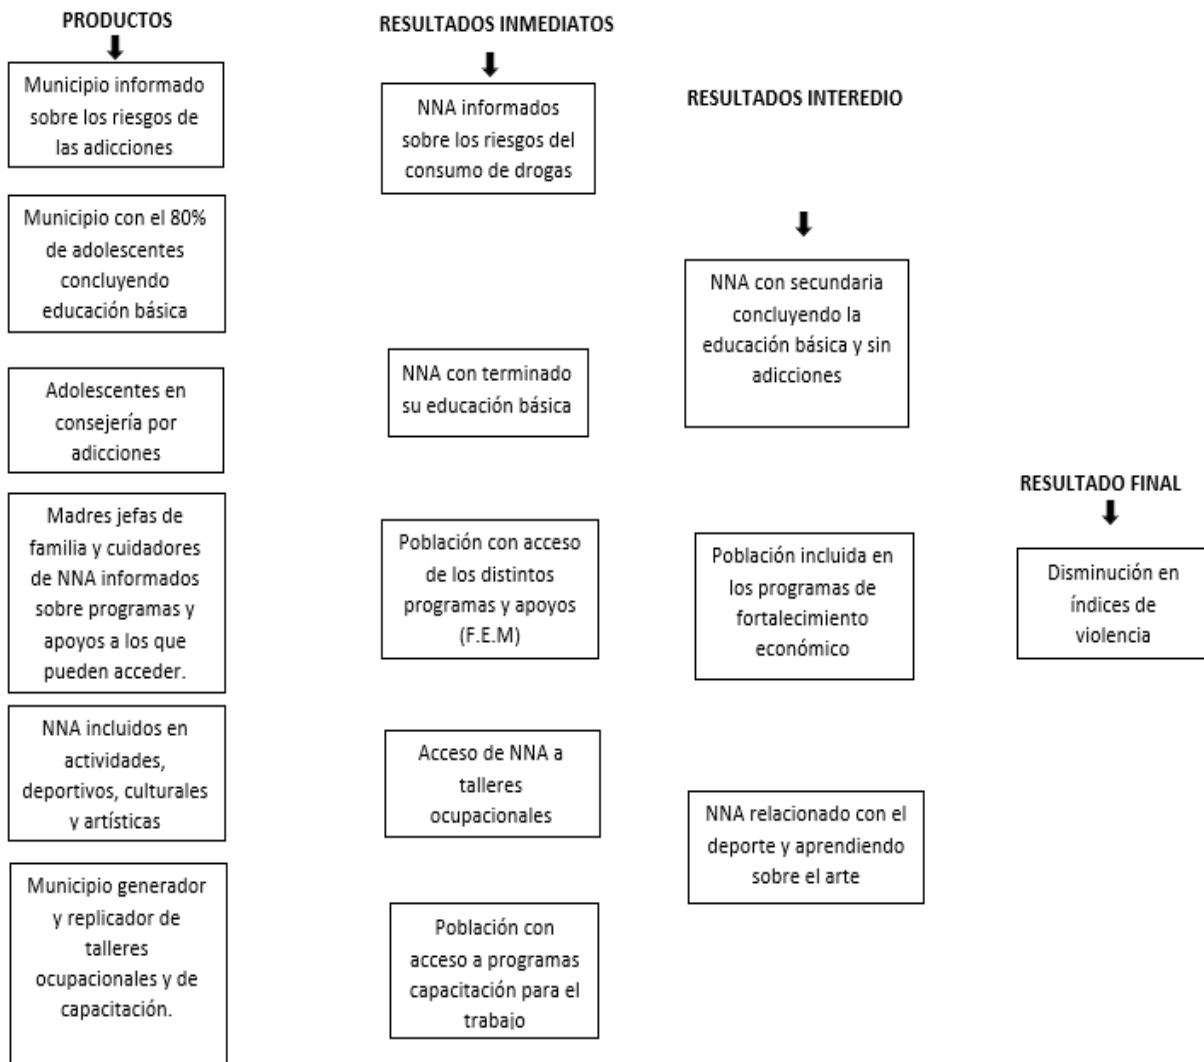 PRODUCTOS
Municipio informado
sobre los riesgos de
las adicciones
Municipio con el 80%
de adolescentes
concluyendo
educación básica
Adolescentes en
consejería por
adicciones
Madres jefas de
familia y cuidadores
de NNA informados
sobre programas y
apoyos a los que
pueden acceder.
NNA incluidos en
actividades,
deportivos, culturales
y artísticas
Municipio generador
y replicador de
talleres
ocupacionales y de
capacitación.
RESULTADOS INMEDIATOS
NNA informados
sobre los riesgos del
consumo de drogas
NNA con terminado
su educación básica
Población con acceso
de los distintos
programas y apoyos
(F.E.M)
Acceso de NNA a
talleres
ocupacionales
Población con
acceso a programas
capacitación para el
trabajo
RESULTADOS INTEREDIO
NNA con secundaria
concluyendo la
educación básica y sin
adicciones
Población incluida en
los programas de
fortalecimiento
económico
NNA relacionado con el
deporte y aprendiendo
sobre el arte
RESULTADO FINAL
Disminución en
índices de
violencia